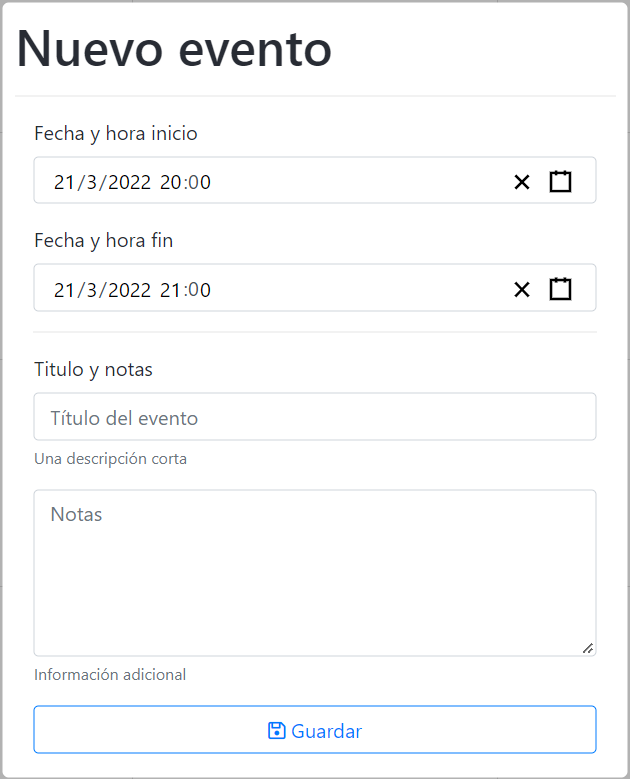 Nuevo evento
Fecha y hora inicio
21/3/2022 20:00
Fecha y hora fin
21/3/2022 21:00
Titulo y notas
Título del evento
Una descripción corta
Notas
Información adicional
Guardar